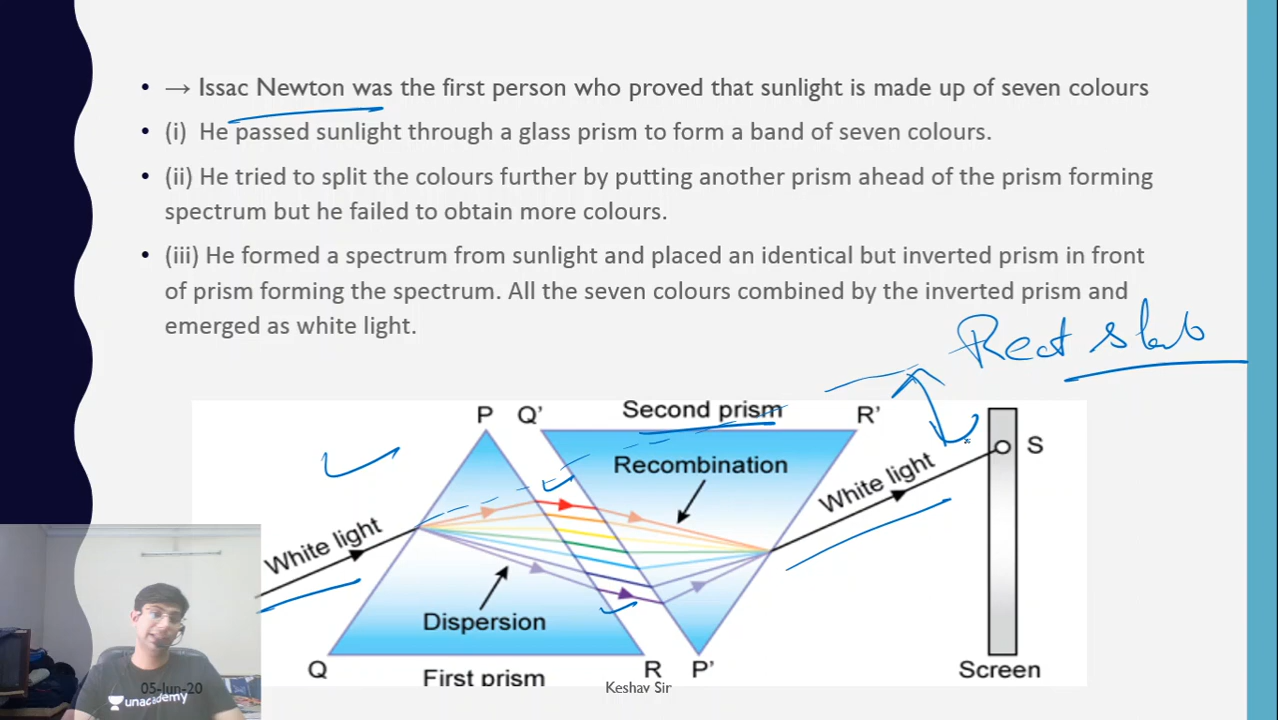 • → Issac Newton was the first person who proved that sunlight is made up of seven colours
• (i) He passed sunlight through a glass prism to form a band of seven colours.
• (ii) He tried to split the colours further by putting another prism ahead of the prism forming
spectrum but he failed to obtain more colours.
• (iii) He formed a spectrum from sunlight and placed an identical but inverted prism in front
of prism forming the spectrum. All the seven colours combined by the inverted prism and
emerged as white light.
Rect slab
P Q' Second prism R'
S
Recombination
White light
White light
Dispersion
Q R P' Screen
First prism
05-Jun-20 Keshav Sir
unacademy